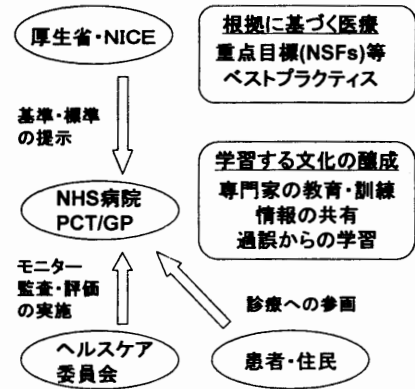 厚生省・NICE
根拠に基づく医療
重点目標(NSFs)等
ベストプラクティス
基準・標準
の提示
学習する文化の醸成
専門家の教育・訓練
情報の共有
過誤からの学習
NHS病院
PCT/GP
モニター
監査・評価
の実施
診療への参画
ヘルスケア
委員会
患者・住民